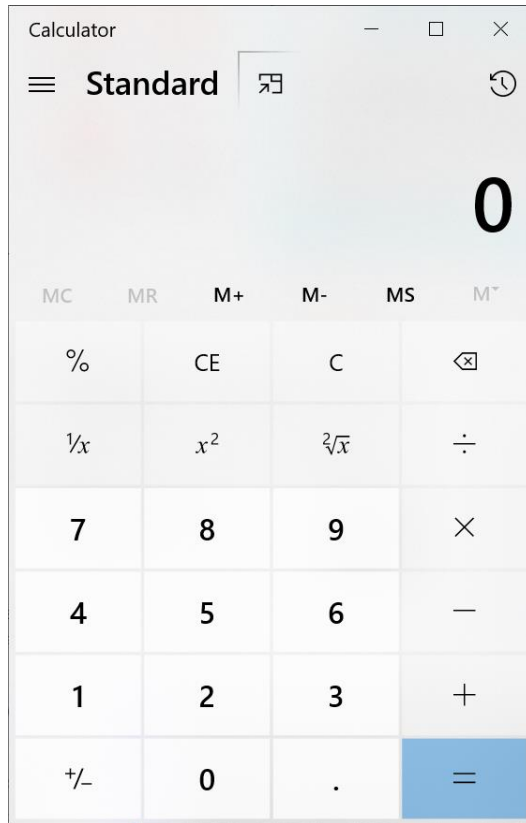 Calculator
Standard
0
MC MR M+ M- MS M
% CE C
1/x x² ²√x ÷
7 8 9 ×
4 5 6 −
1 2 3 +
+/− 0 . =